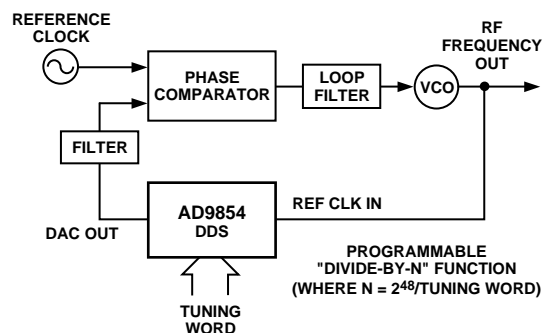 REFERENCE
CLOCK
PHASE
COMPARATOR
LOOP
FILTER
VCO
RF
FREQUENCY
OUT
FILTER
DAC OUT
AD9854
DDS
REF CLK IN
TUNING
WORD
PROGRAMMABLE
"DIVIDE-BY-N" FUNCTION
(WHERE N = 2⁴⁸/TUNING WORD)